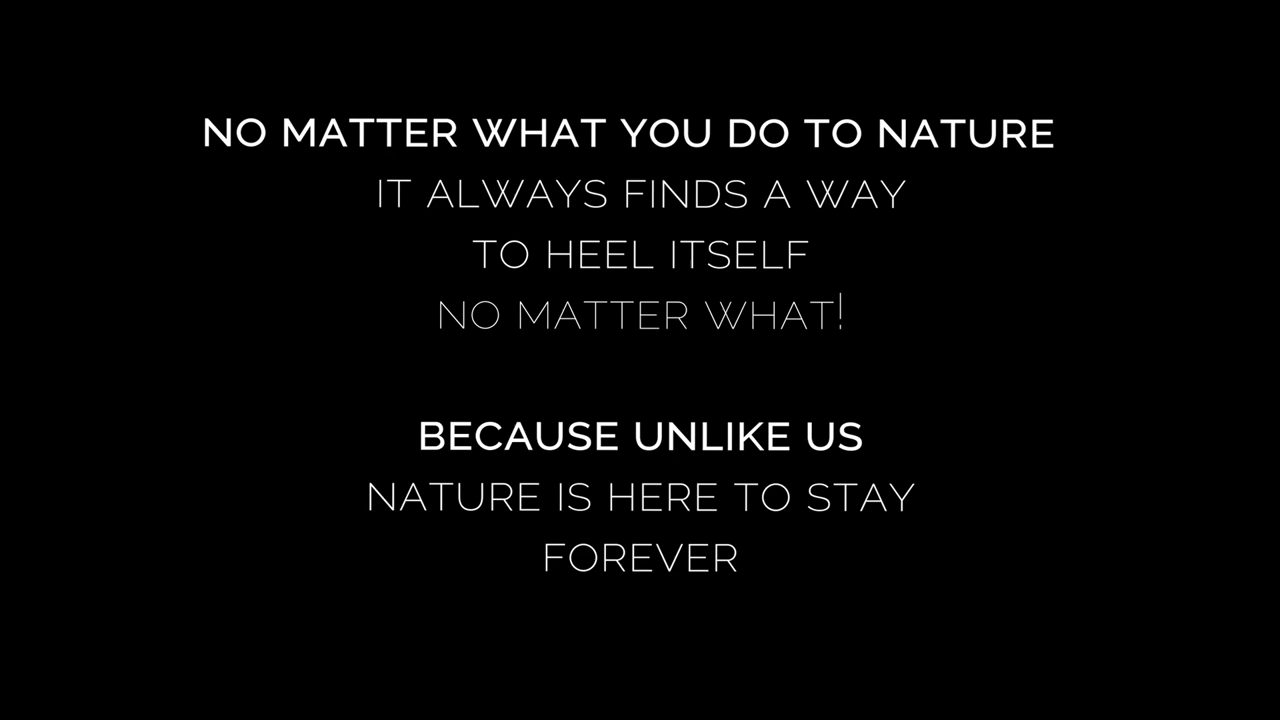 NO MATTER WHAT YOU DO TO NATURE
IT ALWAYS FINDS A WAY
TO HEEL ITSELF
NO MATTER WHAT!
BECAUSE UNLIKE US
NATURE IS HERE TO STAY
FOREVER